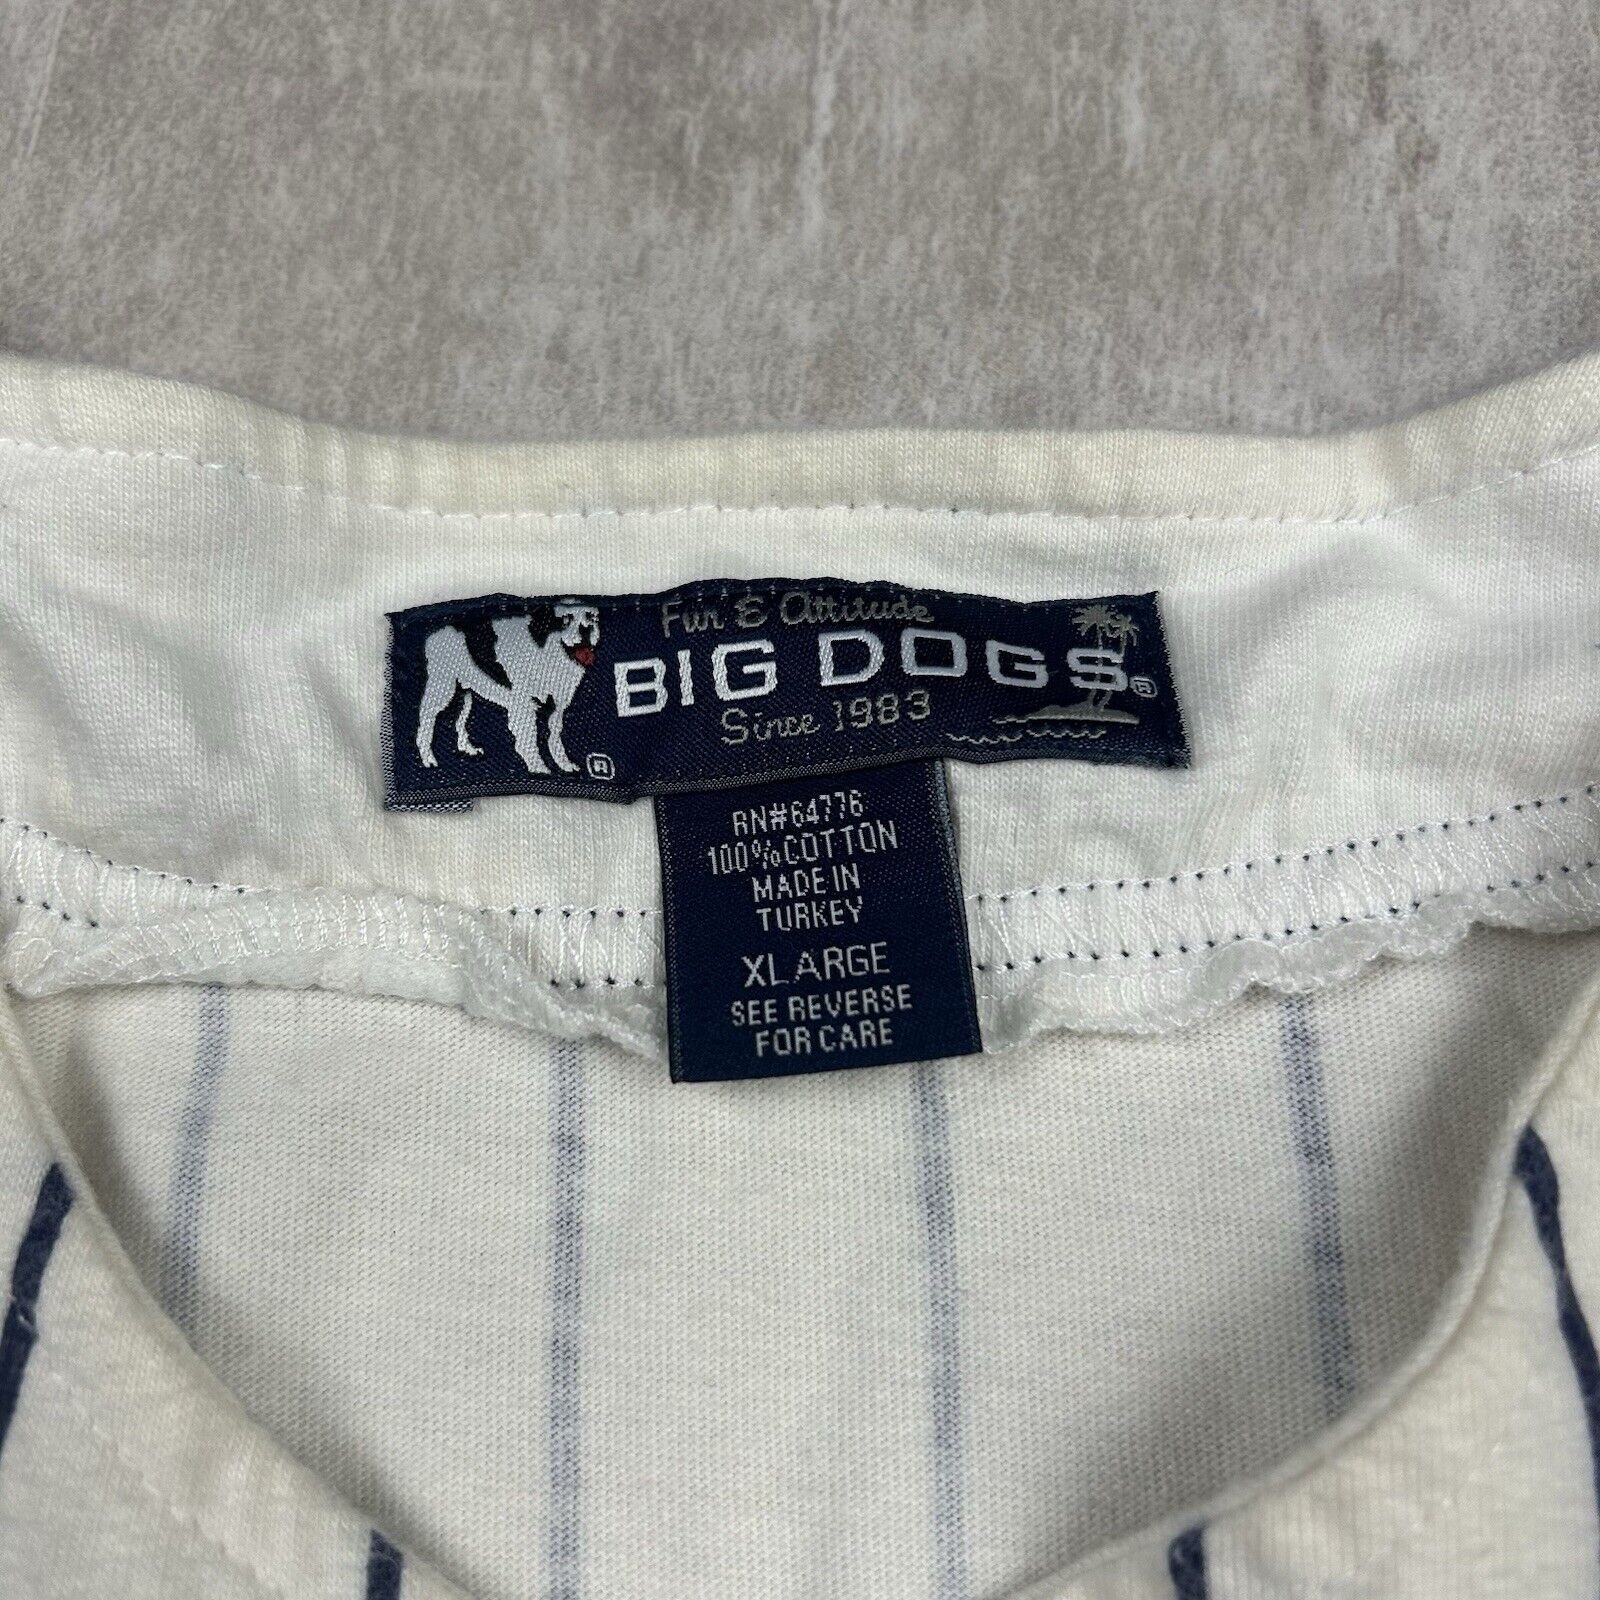 Fun & Attitude
BIG DOGS®
Since 1983
®
RN#64776
100%COTTON
MADE IN
TURKEY
XLARGE
SEE REVERSE
FOR CARE